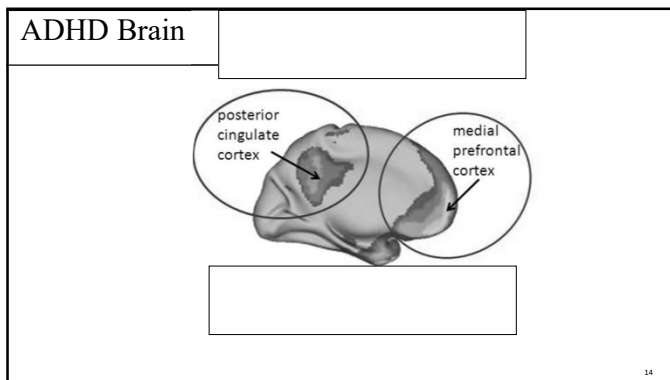 ADHD Brain
posterior
cingulate
cortex
medial
prefrontal
cortex
14